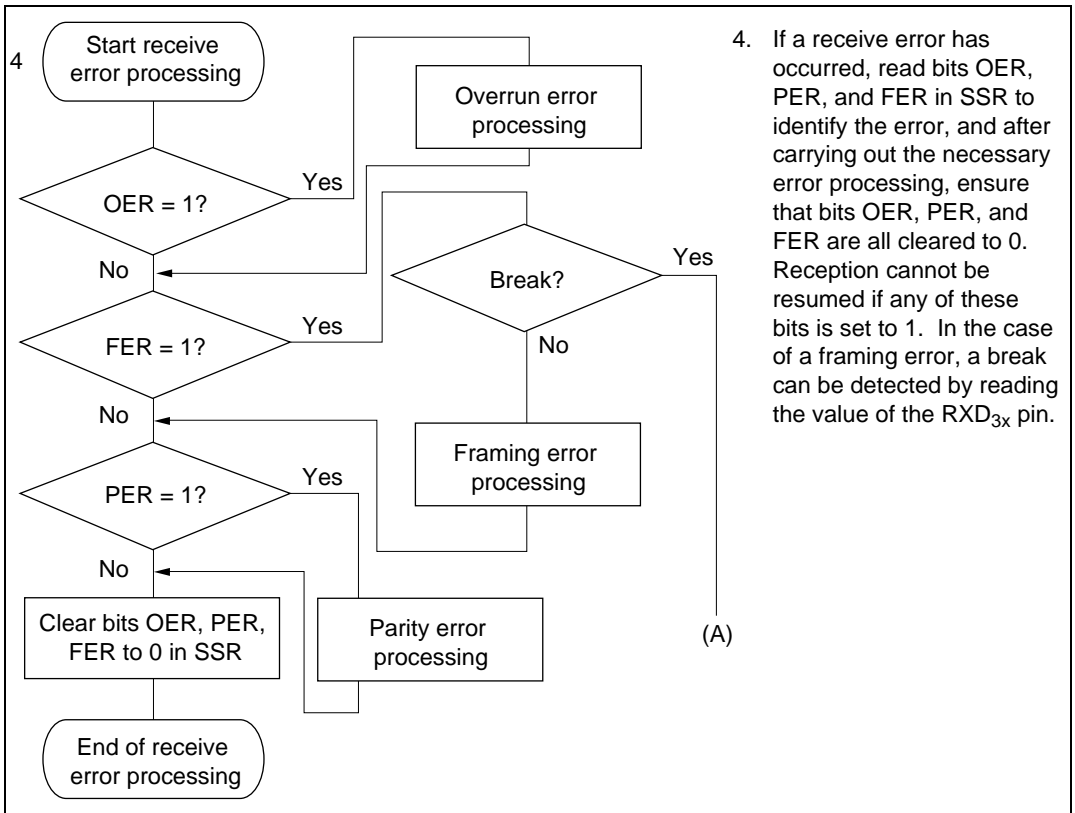 4
Start receive
error processing
OER = 1?
Yes
No
Overrun error
processing
FER = 1?
Yes
No
Break?
Yes
No
Framing error
processing
PER = 1?
Yes
No
Parity error
processing
(A)
Clear bits OER, PER,
FER to 0 in SSR
End of receive
error processing
4. If a receive error has
occurred, read bits OER,
PER, and FER in SSR to
identify the error, and after
carrying out the necessary
error processing, ensure
that bits OER, PER, and
FER are all cleared to 0.
Reception cannot be
resumed if any of these
bits is set to 1. In the case
of a framing error, a break
can be detected by reading
the value of the RXD3x pin.